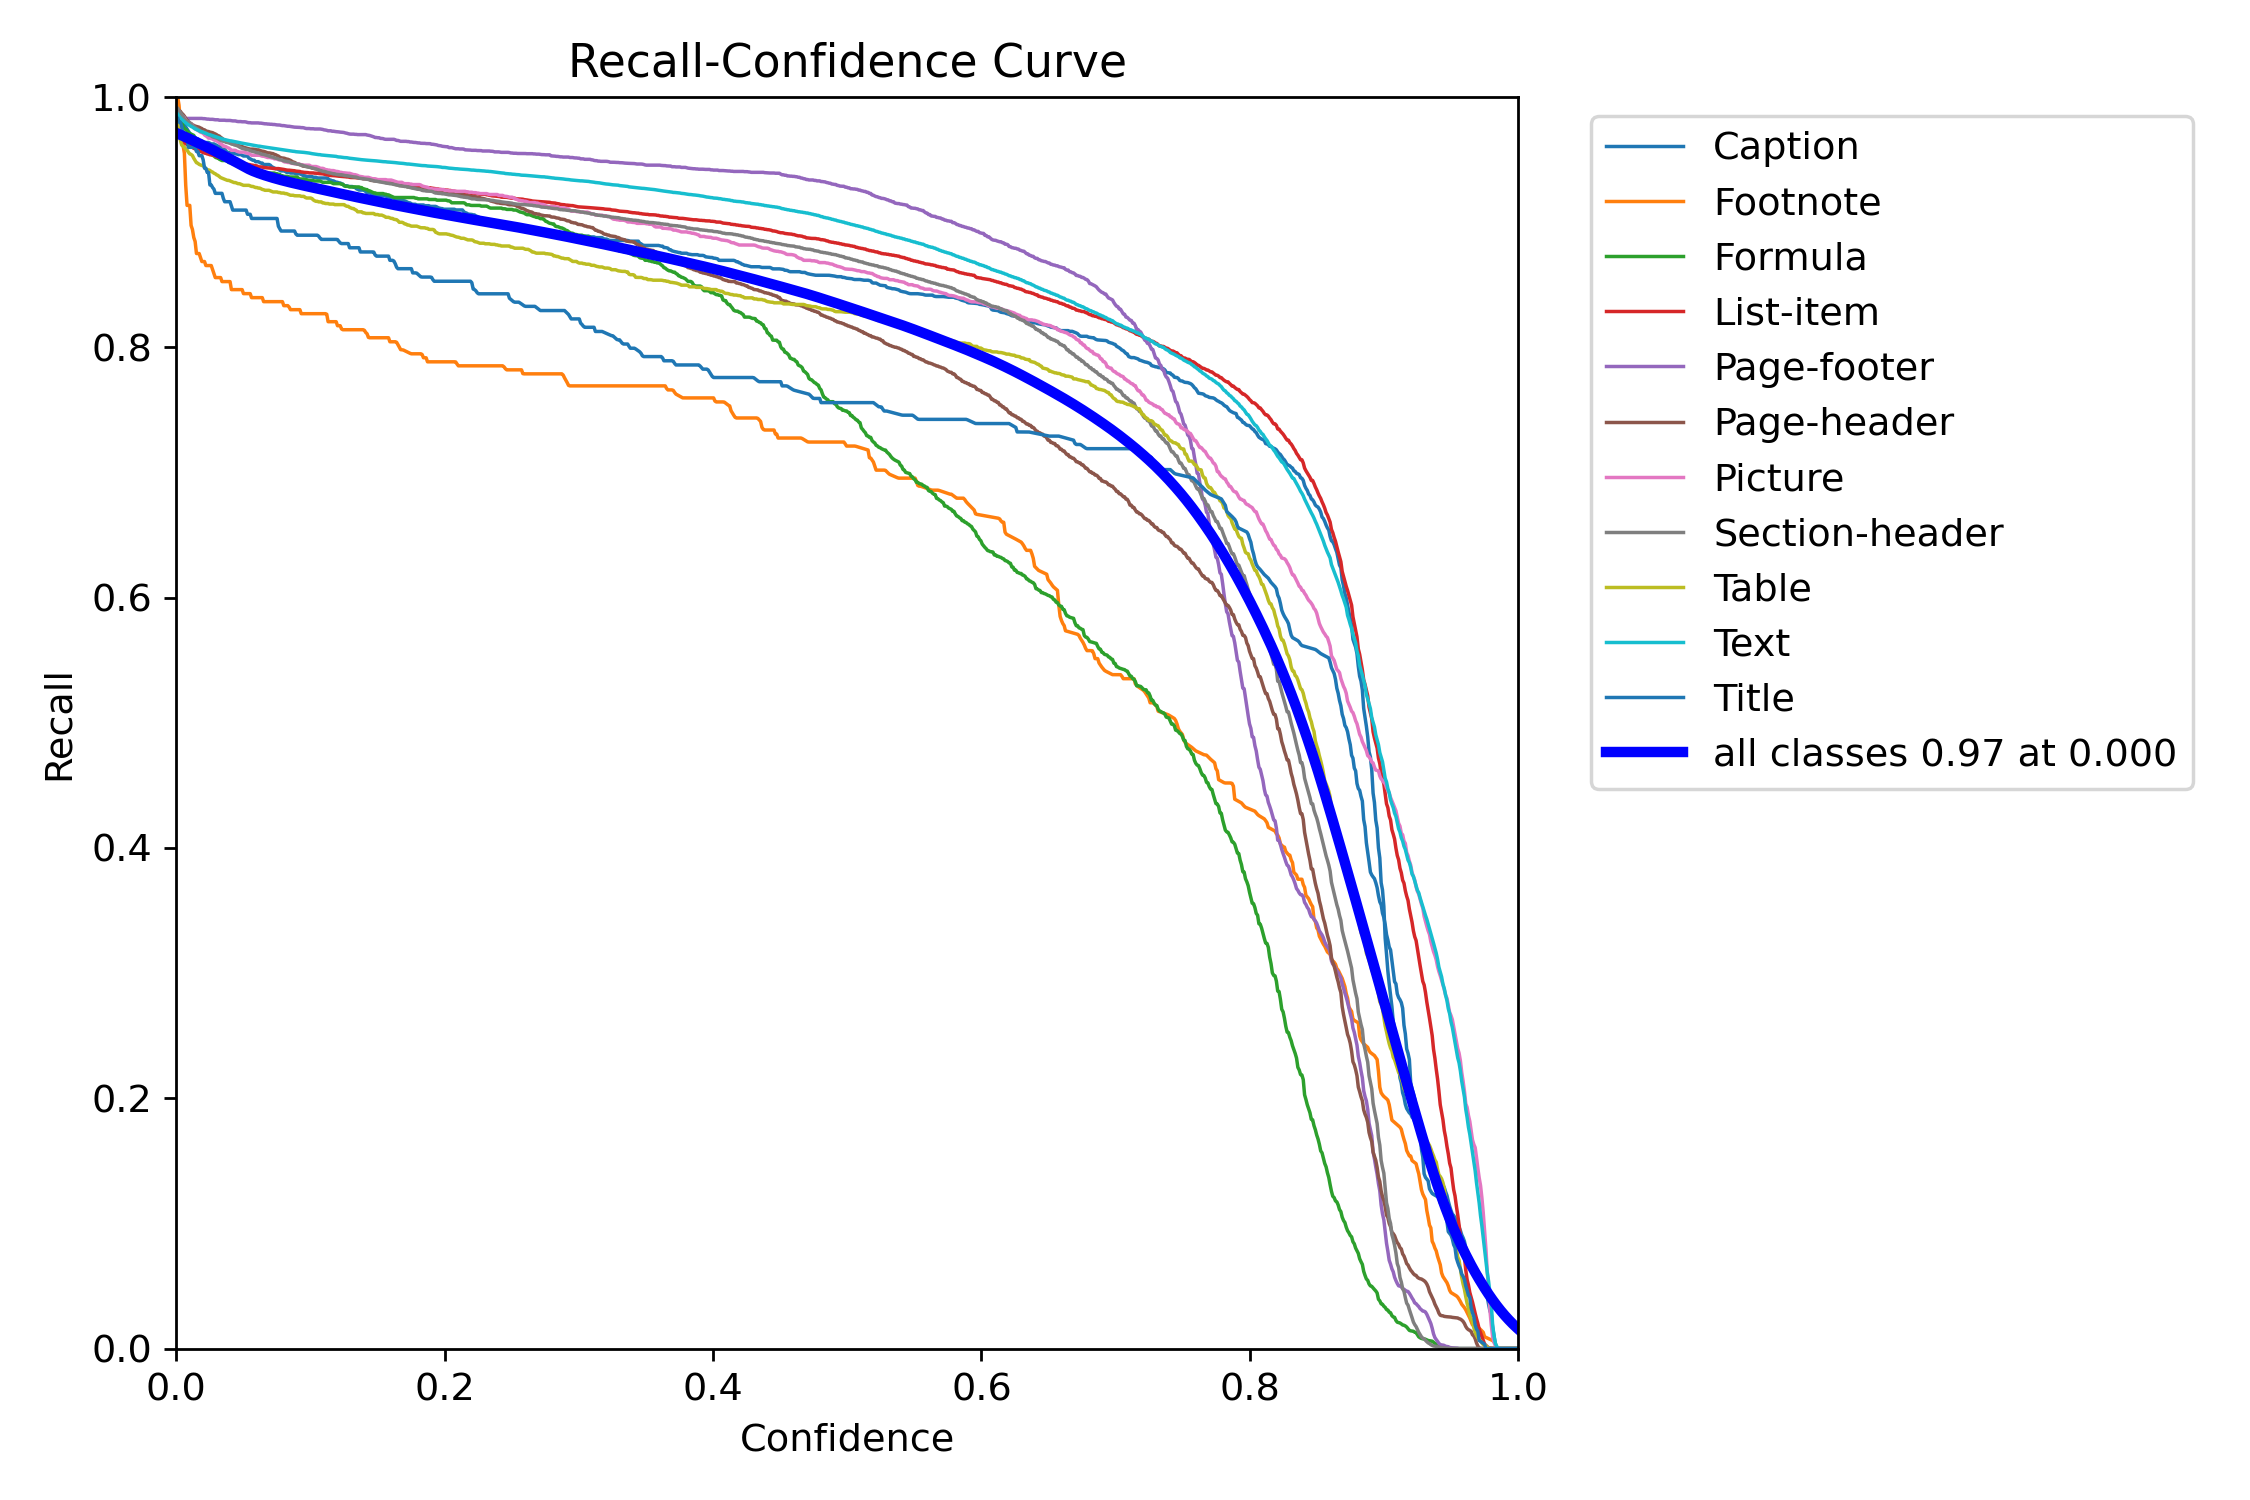 Recall-Confidence Curve
1.0
0.8
0.6
0.4
0.2
0.0
Recall
0.0 0.2 0.4 0.6 0.8 1.0
Confidence
Caption
Footnote
Formula
List-item
Page-footer
Page-header
Picture
Section-header
Table
Text
Title
all classes 0.97 at 0.000